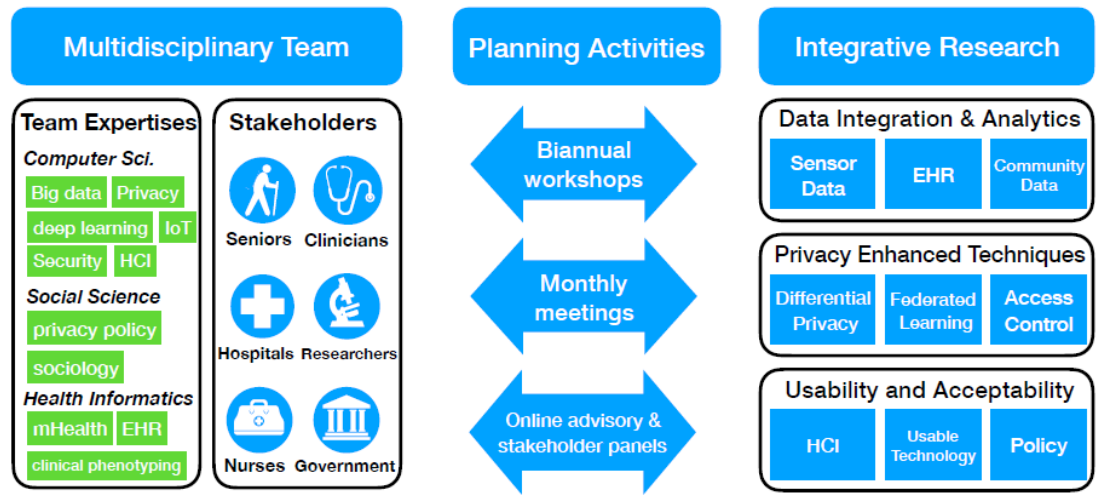 Multidisciplinary Team
Planning Activities
Integrative Research
Team Expertises
Computer Sci.
Big data Privacy
deep learning IoT
Security HCI
Social Science
privacy policy
sociology
Health Informatics
mHealth EHR
clinical phenotyping
Stakeholders
Seniors Clinicians
Hospitals Researchers
Nurses Government
Biannual
workshops
Monthly
meetings
Online advisory &
stakeholder panels
Data Integration & Analytics
Sensor
Data
EHR
Community
Data
Privacy Enhanced Techniques
Differential
Privacy
Federated
Learning
Access
Control
Usability and Acceptability
HCI
Usable
Technology
Policy